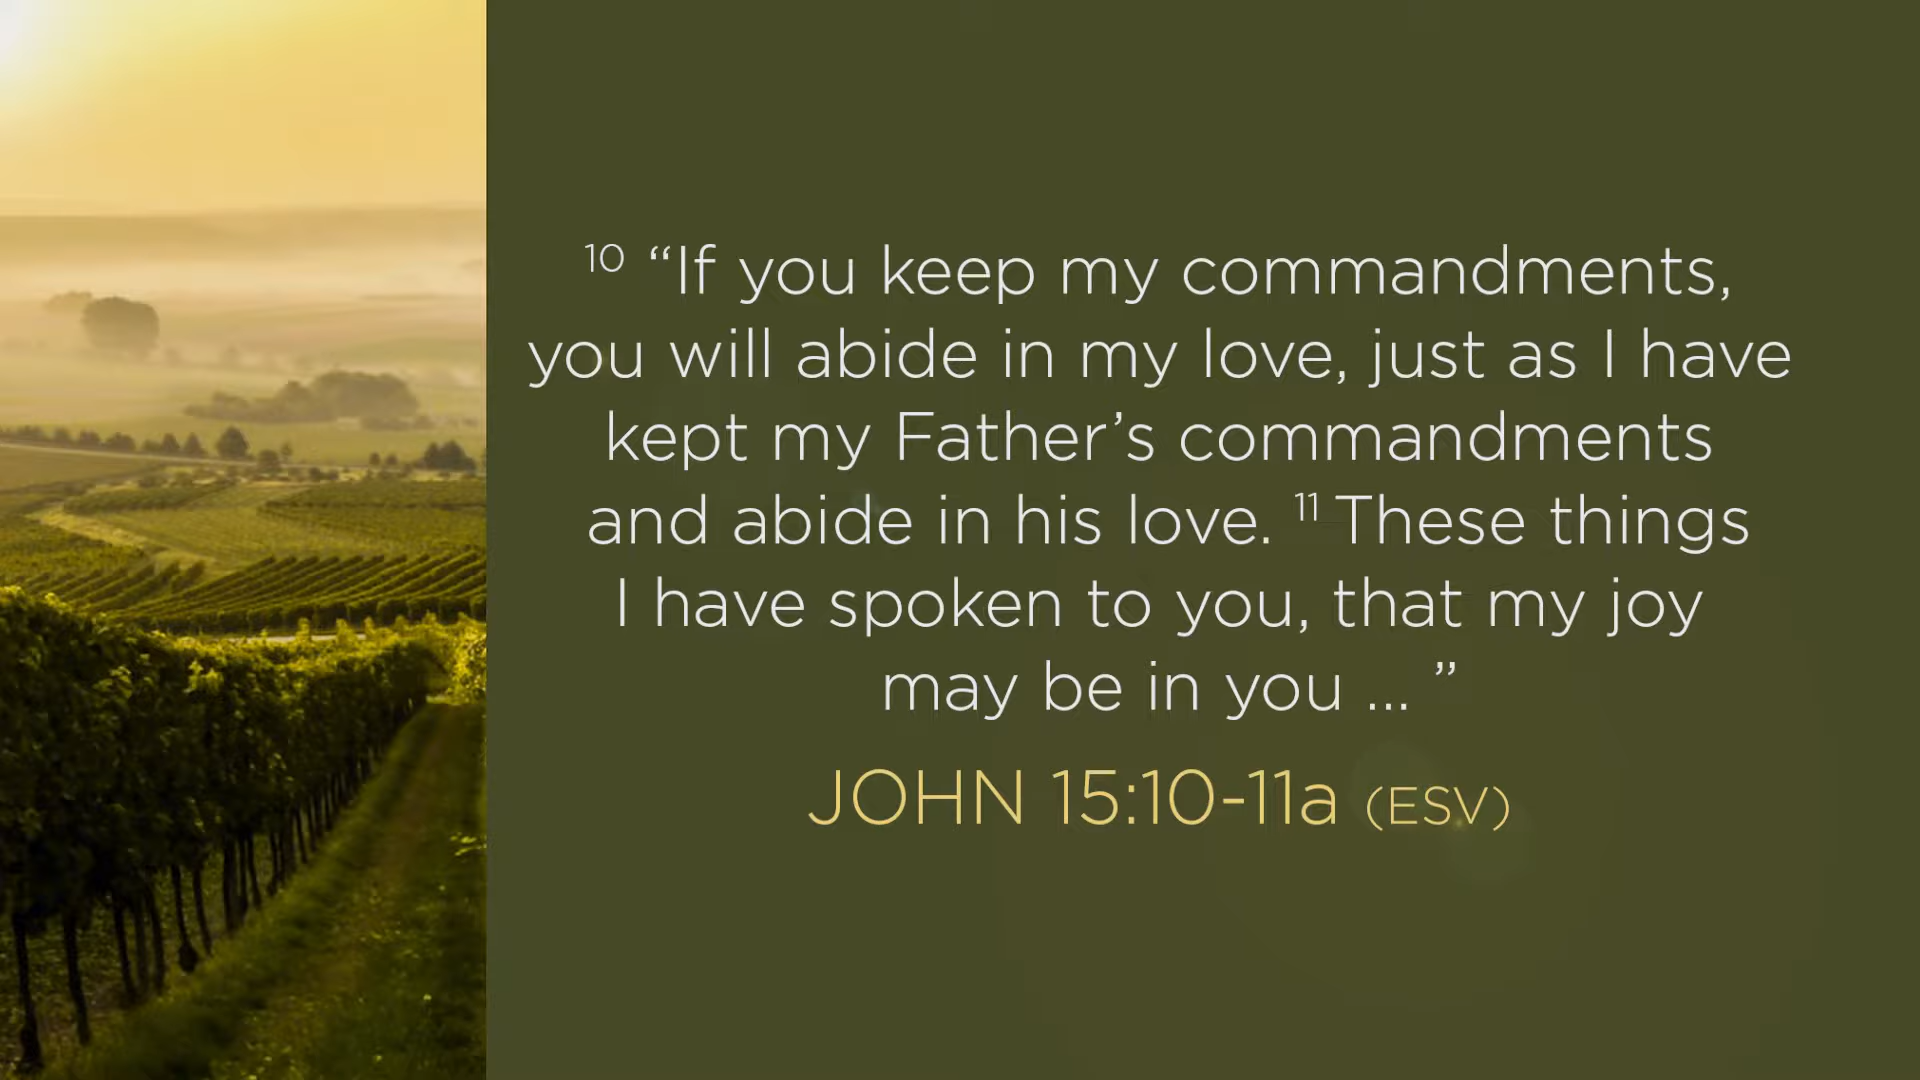 10 “If you keep my commandments,
you will abide in my love, just as I have
kept my Father’s commandments
and abide in his love. 11 These things
I have spoken to you, that my joy
may be in you ... ”
JOHN 15:10-11a (ESV)